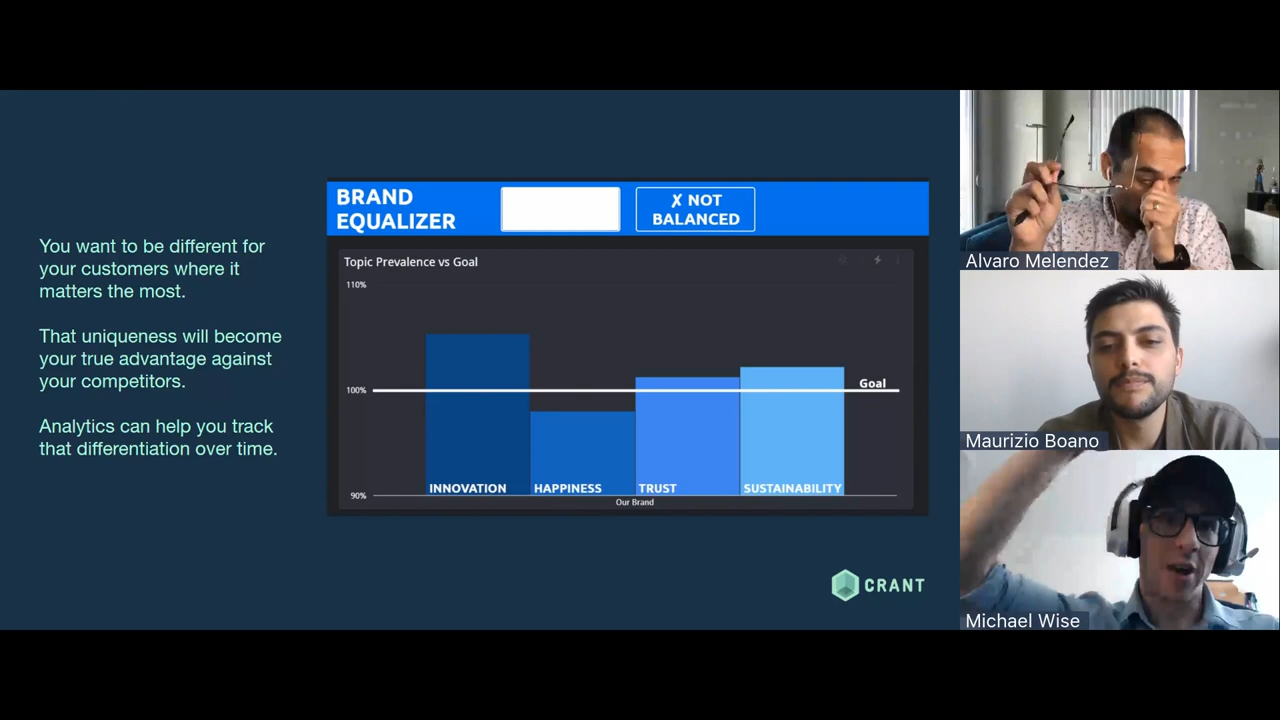 You want to be different for
your customers where it
matters the most.
That uniqueness will become
your true advantage against
your competitors.
Analytics can help you track
that differentiation over time.
BRAND
EQUALIZER
✗ NOT
BALANCED
Topic Prevalence vs Goal
110%
100%
Goal
90%
INNOVATION
HAPPINESS
TRUST
SUSTAINABILITY
Our Brand
CRANT
Alvaro Melendez
Maurizio Boano
Michael Wise